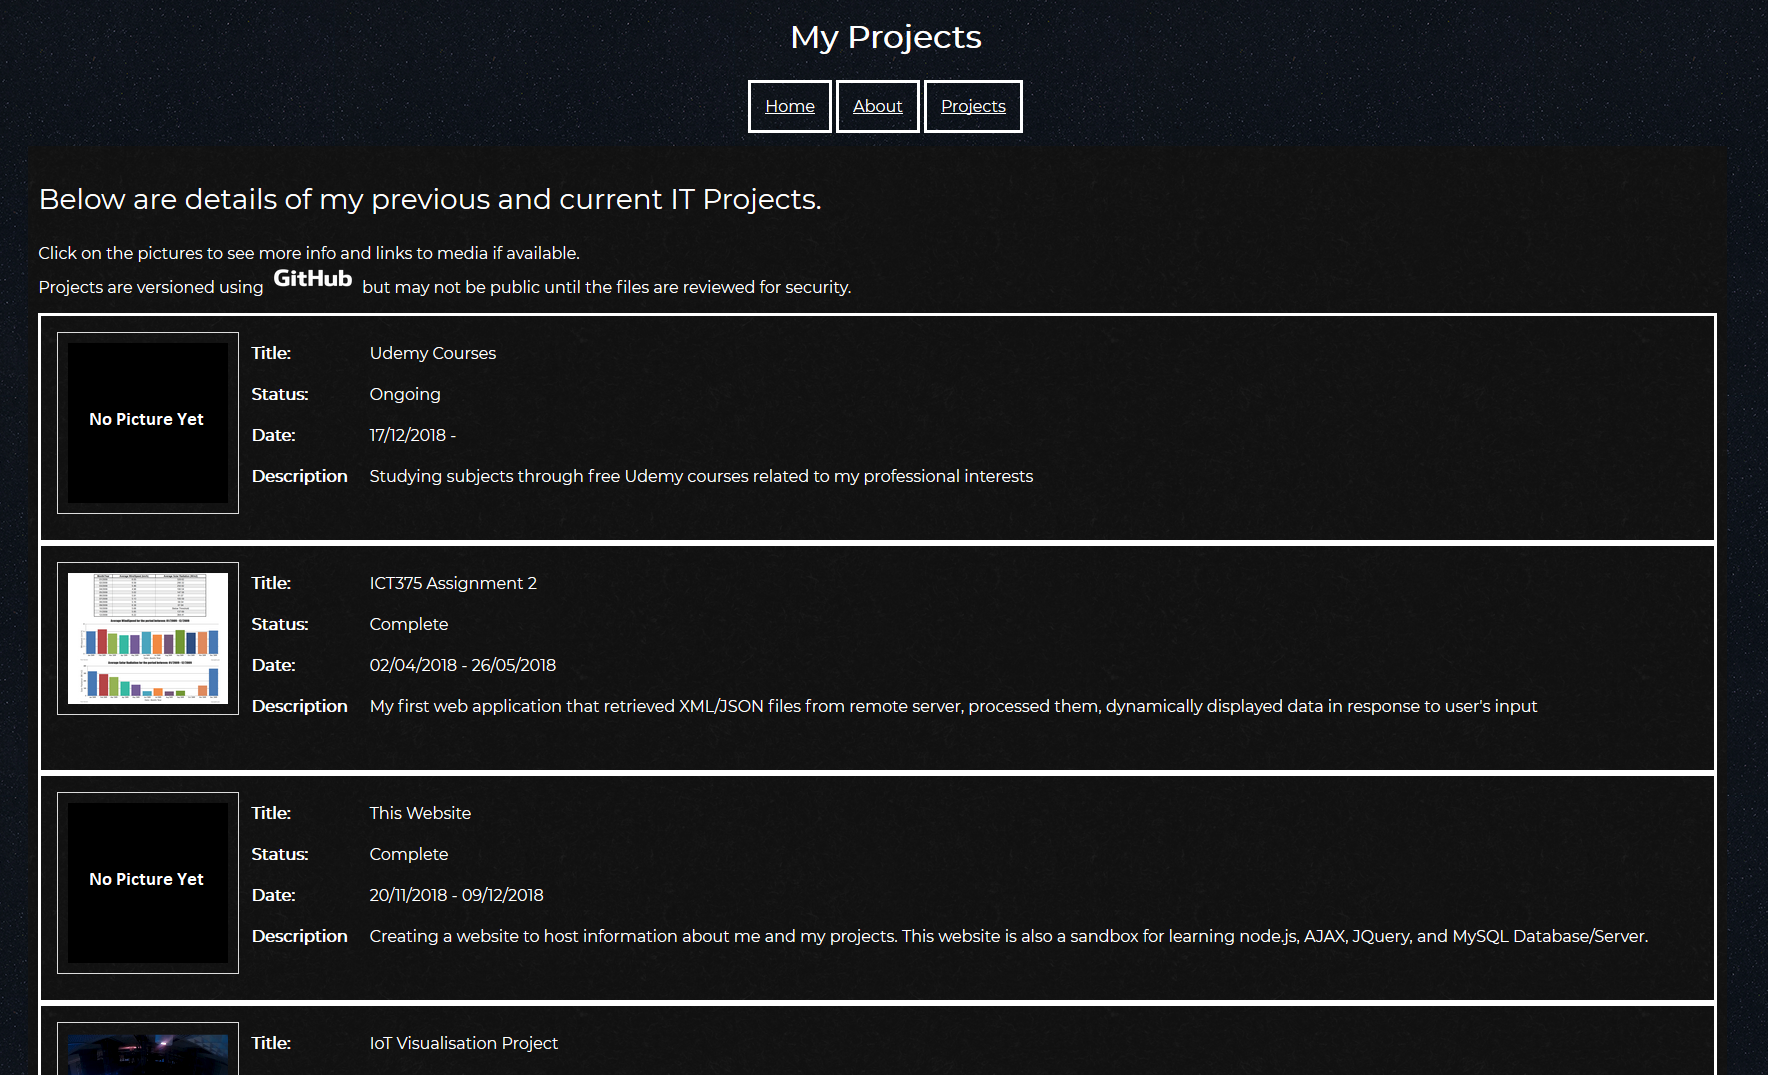 My Projects
Home About Projects
Below are details of my previous and current IT Projects.
Click on the pictures to see more info and links to media if available.
Projects are versioned using GitHub but may not be public until the files are reviewed for security.
No Picture Yet
Title: Udemy Courses
Status: Ongoing
Date: 17/12/2018 -
Description Studying subjects through free Udemy courses related to my professional interests
Title: ICT375 Assignment 2
Status: Complete
Date: 02/04/2018 - 26/05/2018
Description My first web application that retrieved XML/JSON files from remote server, processed them, dynamically displayed data in response to user's input
No Picture Yet
Title: This Website
Status: Complete
Date: 20/11/2018 - 09/12/2018
Description Creating a website to host information about me and my projects. This website is also a sandbox for learning node.js, AJAX, JQuery, and MySQL Database/Server.
Title: IoT Visualisation Project